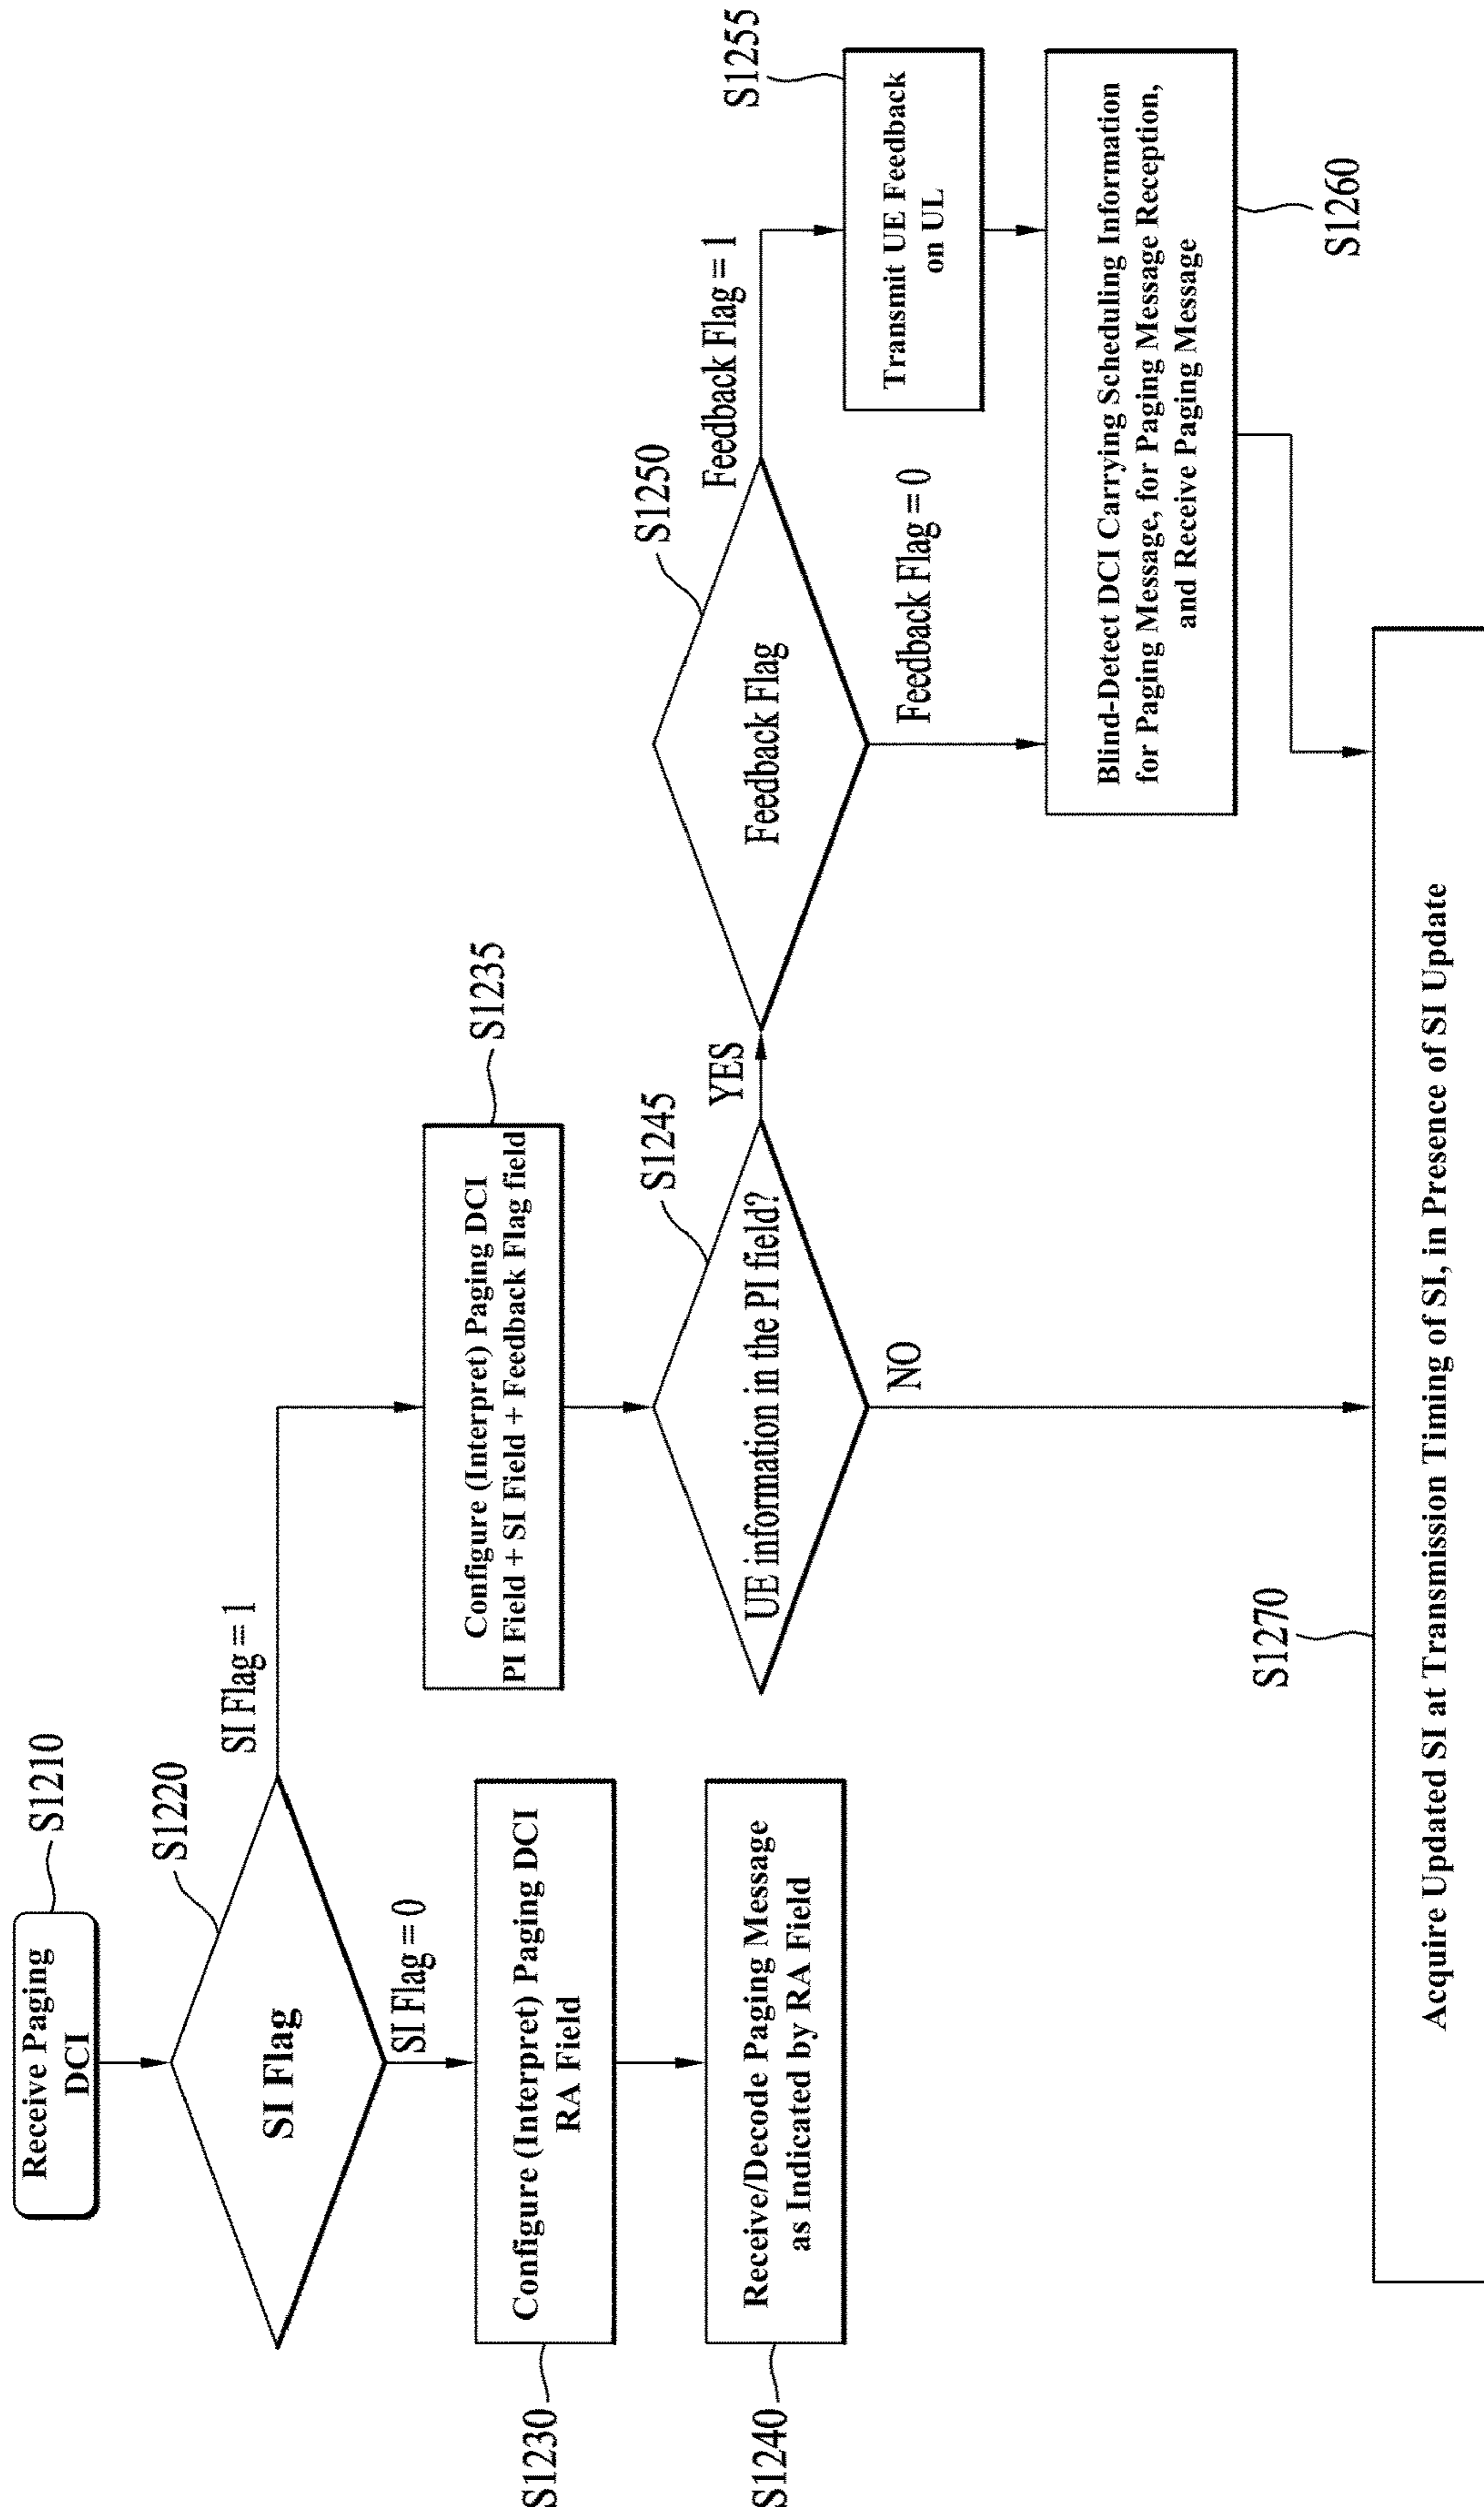 Receive Paging
DCI
S1210
SI Flag
S1220
SI Flag = 1
SI Flag = 0
Configure (Interpret) Paging DCI
RA Field
S1230
Receive/Decode Paging Message
as Indicated by RA Field
S1240
Configure (Interpret) Paging DCI
PI Field + SI Field + Feedback Flag field
S1235
UE information in the PI field?
S1245
YES
NO
Feedback Flag
S1250
Feedback Flag = 1
Feedback Flag = 0
Transmit UE Feedback
on UL
S1255
Blind-Detect DCI Carrying Scheduling Information
for Paging Message, for Paging Message Reception,
and Receive Paging Message
S1260
Acquire Updated SI at Transmission Timing of SI, in Presence of SI Update
S1270